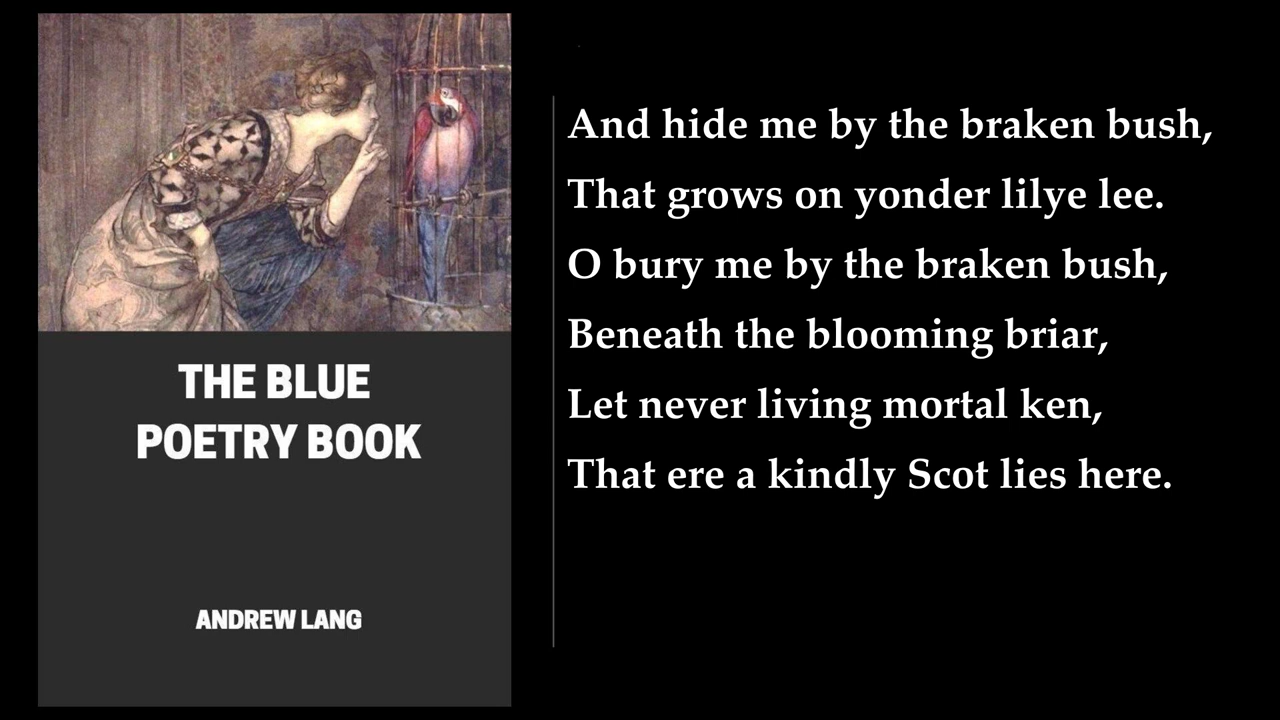 THE BLUE
POETRY BOOK
ANDREW LANG
And hide me by the braken bush,
That grows on yonder lilye lee.
O bury me by the braken bush,
Beneath the blooming briar,
Let never living mortal ken,
That ere a kindly Scot lies here.